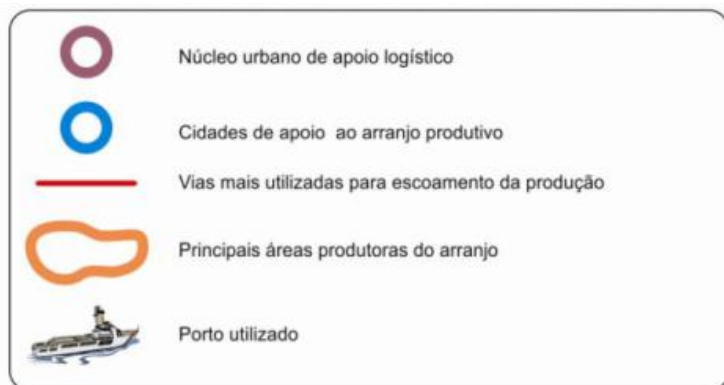 Núcleo urbano de apoio logístico
Cidades de apoio ao arranjo produtivo
Vias mais utilizadas para escoamento da produção
Principais áreas produtoras do arranjo
Porto utilizado